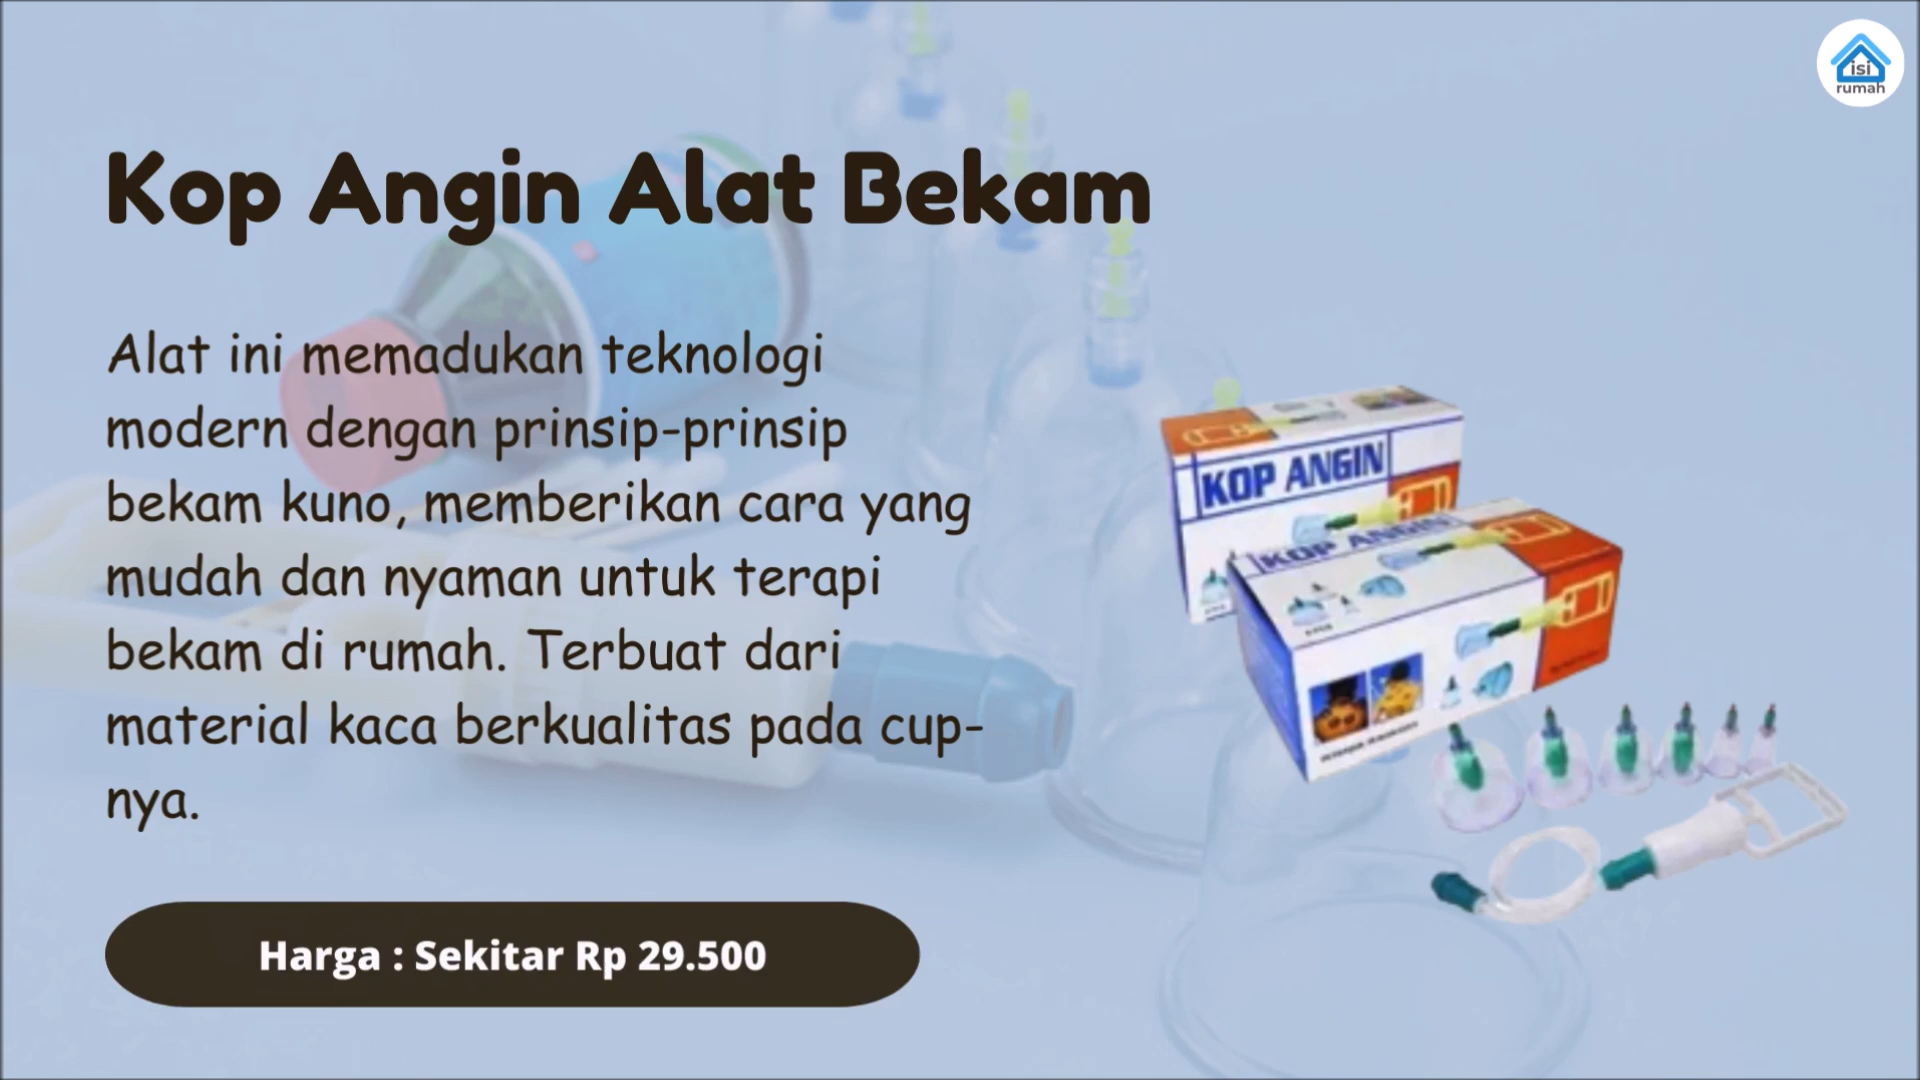 isi
rumah
Kop Angin Alat Bekam
Alat ini memadukan teknologi
modern dengan prinsip-prinsip
bekam kuno, memberikan cara yang
mudah dan nyaman untuk terapi
bekam di rumah. Terbuat dari
material kaca berkualitas pada cup-
nya.
KOP ANGIN
KOP ANGIN
Harga : Sekitar Rp 29.500